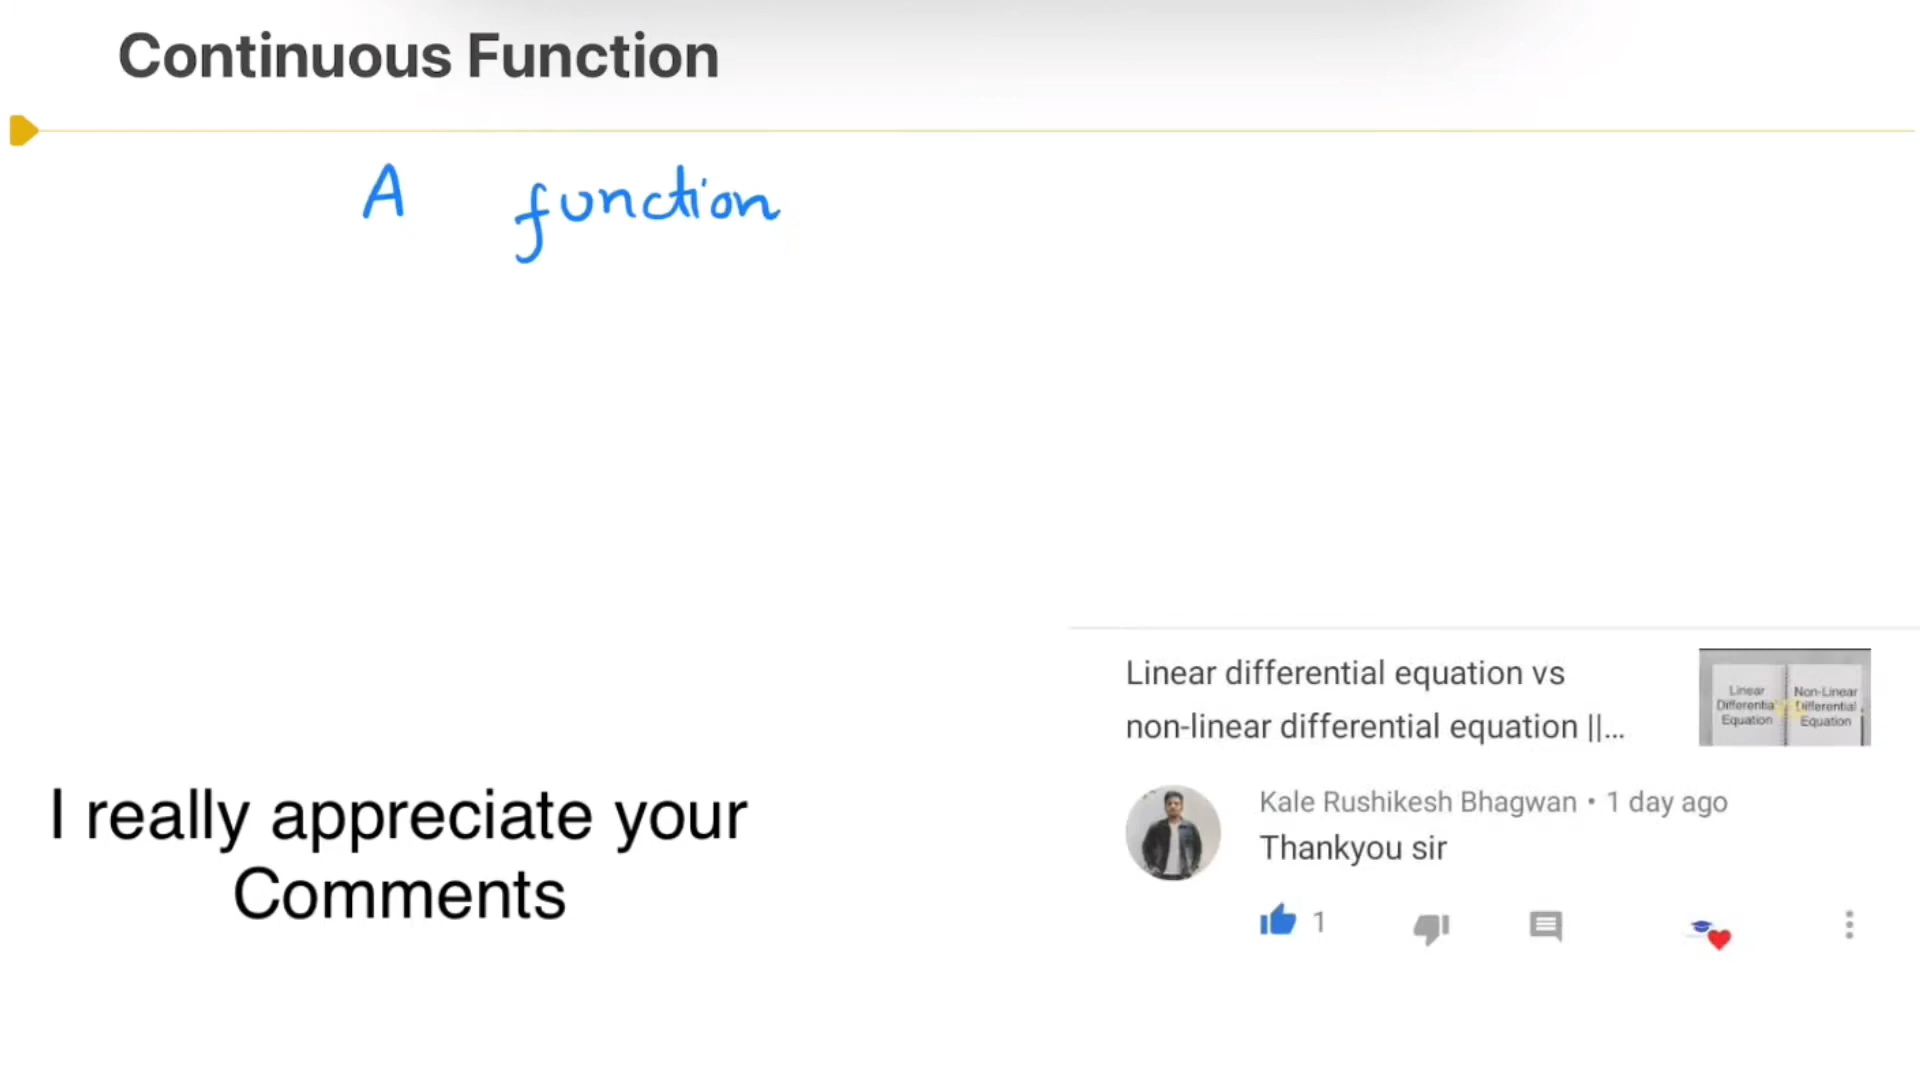 Continuous Function
A function
Linear differential equation vs
non-linear differential equation ||...
Linear
Differentia
Equation
Non-Linear
Differential
Equation
I really appreciate your
Comments
Kale Rushikesh Bhagwan • 1 day ago
Thankyou sir
1